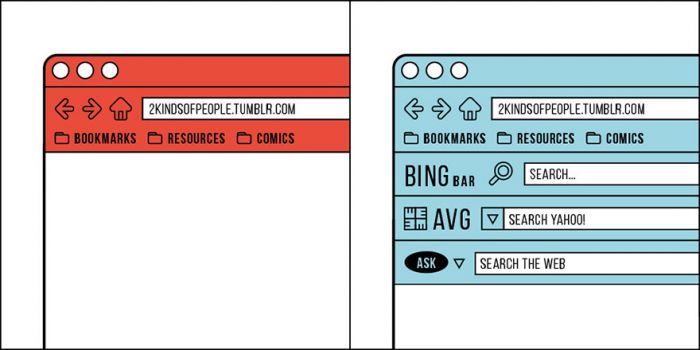 2KINDSOFPEOPLE.TUMBLR.COM
BOOKMARKS RESOURCES COMICS
2KINDSOFPEOPLE.TUMBLR.COM
BOOKMARKS RESOURCES COMICS
BING BAR SEARCH...
AVG SEARCH YAHOO!
ASK SEARCH THE WEB